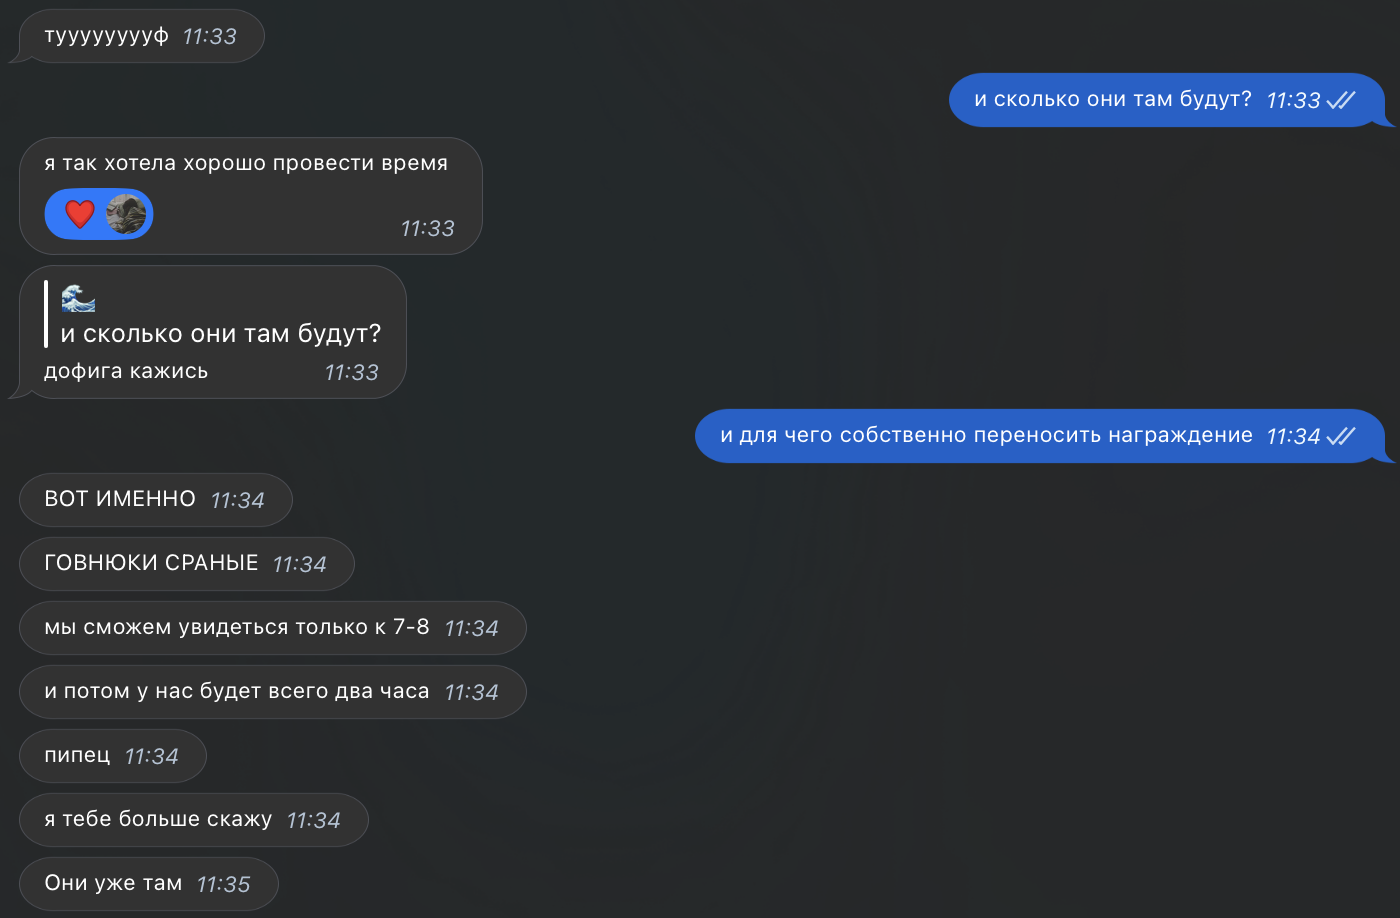 тууууууууф 11:33
и сколько они там будут? 11:33
я так хотела хорошо провести время
11:33
и сколько они там будут?
дофига кажись 11:33
и для чего собственно переносить награждение 11:34
ВОТ ИМЕННО 11:34
ГОВНЮКИ СРАНЫЕ 11:34
мы сможем увидеться только к 7-8 11:34
и потом у нас будет всего два часа 11:34
пипец 11:34
я тебе больше скажу 11:34
Они уже там 11:35